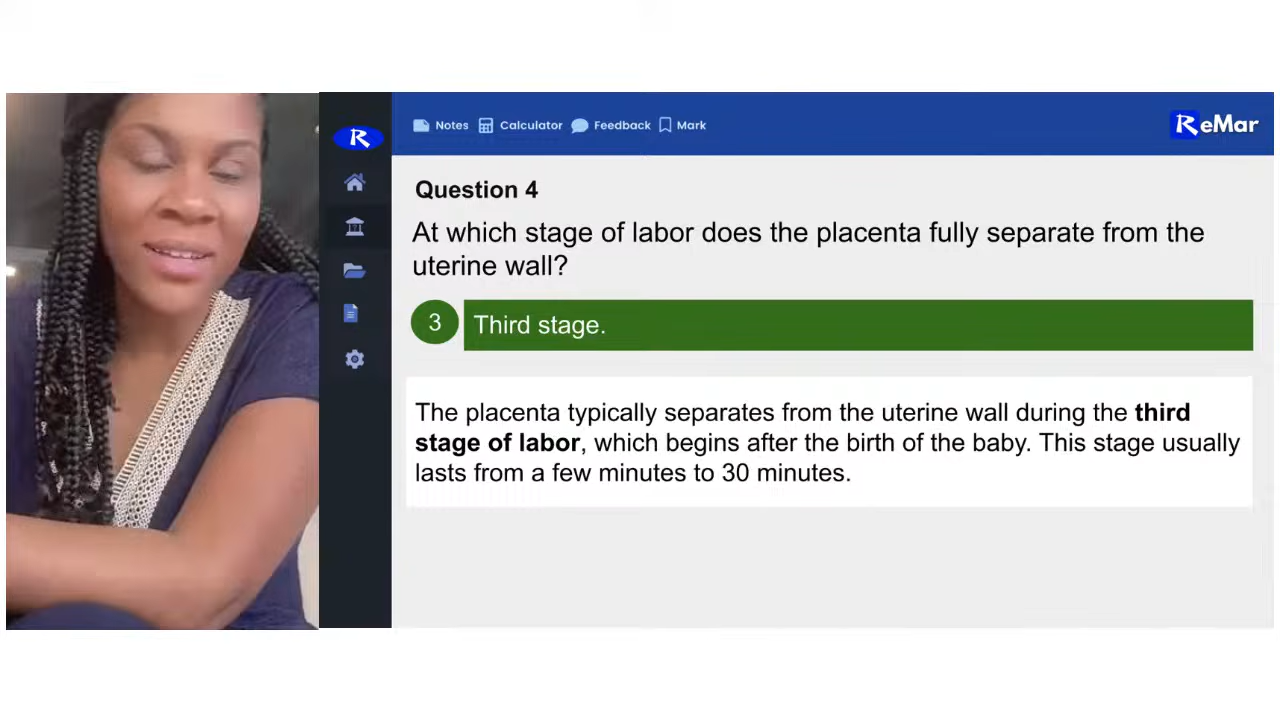 R
Notes Calculator Feedback Mark
ReMar
Question 4
At which stage of labor does the placenta fully separate from the
uterine wall?
3 Third stage.
The placenta typically separates from the uterine wall during the third
stage of labor, which begins after the birth of the baby. This stage usually
lasts from a few minutes to 30 minutes.